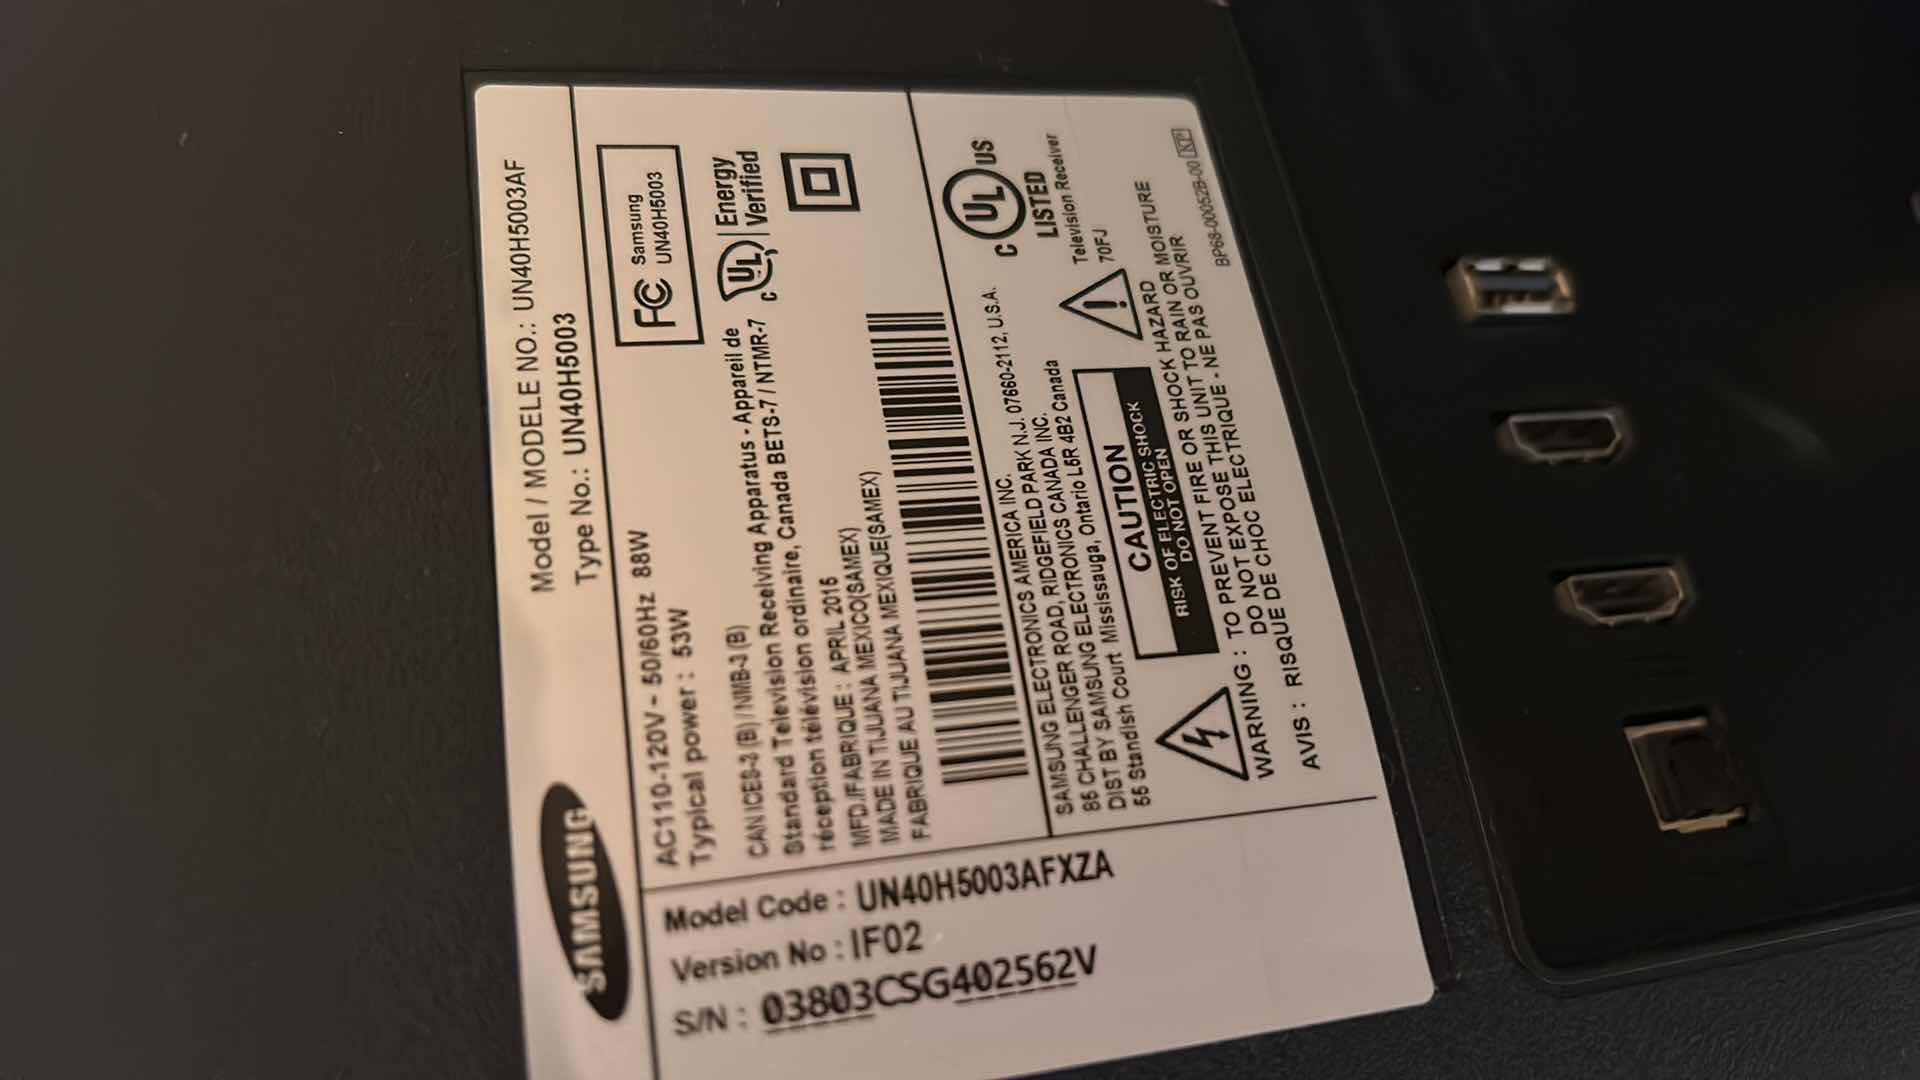 SAMSUNG
Model / MODELE NO.: UN40H5003AF
Type No.: UN40H5003
AC110-120V~ 50/60Hz 88W
Typical power : 53W
FC Samsung
UN40H5003
CAN ICES-3 (B) / NMB-3 (B)
Standard Television Receiving Apparatus - Appareil de
réception télévision ordinaire, Canada BETS-7 / NTMR-7
C UL Energy
Verified
MFD./FABRIQUE : APRIL 2015
MADE IN TIJUANA MEXICO(SAMEX)
FABRIQUE AU TIJUANA MEXIQUE(SAMEX)
SAMSUNG ELECTRONICS AMERICA INC.
85 CHALLENGER ROAD, RIDGEFIELD PARK N.J. 07660-2112, U.S.A.
DIST BY SAMSUNG ELECTRONICS CANADA INC.
55 Standish Court Mississauga, Ontario L5R 4B2 Canada
C UL US
LISTED
Television Receiver
70FJ
CAUTION
RISK OF ELECTRIC SHOCK
DO NOT OPEN
WARNING : TO PREVENT FIRE OR SHOCK HAZARD
DO NOT EXPOSE THIS UNIT TO RAIN OR MOISTURE
AVIS : RISQUE DE CHOC ELECTRIQUE - NE PAS OUVRIR
BP68-00052B-00 KP
Model Code : UN40H5003AFXZA
Version No : IF02
S/N : 03803CSG402562V